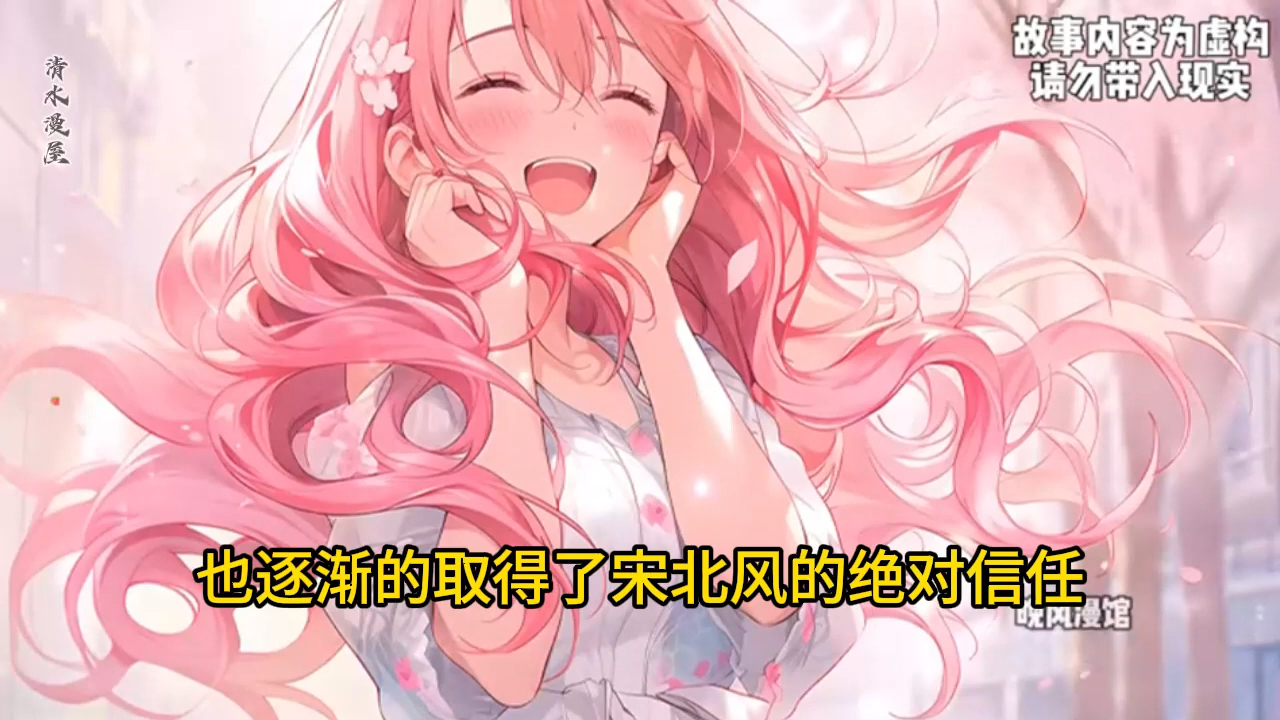 清水漫屋
故事内容为虚构
请勿带入现实
也逐渐的取得了宋北风的绝对信任
晚风漫馆